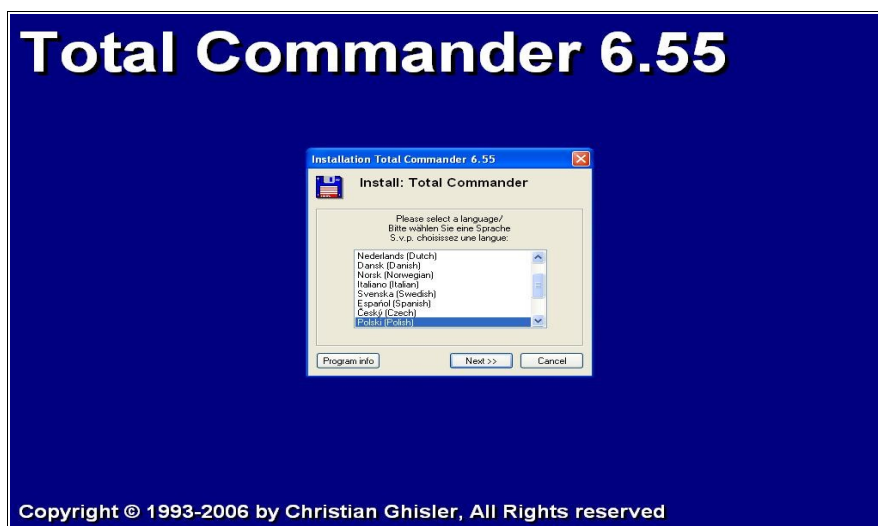 Total Commander 6.55
Installation Total Commander 6.55
Install: Total Commander
Please select a language/
Bitte wählen Sie eine Sprache
S.v.p. choisissez une langue:
Nederlands (Dutch)
Dansk (Danish)
Norsk (Norwegian)
Italiano (Italian)
Svenska (Swedish)
Español (Spanish)
Český (Czech)
Polski (Polish)
Program info
Next >>
Cancel
Copyright © 1993-2006 by Christian Ghisler, All Rights reserved